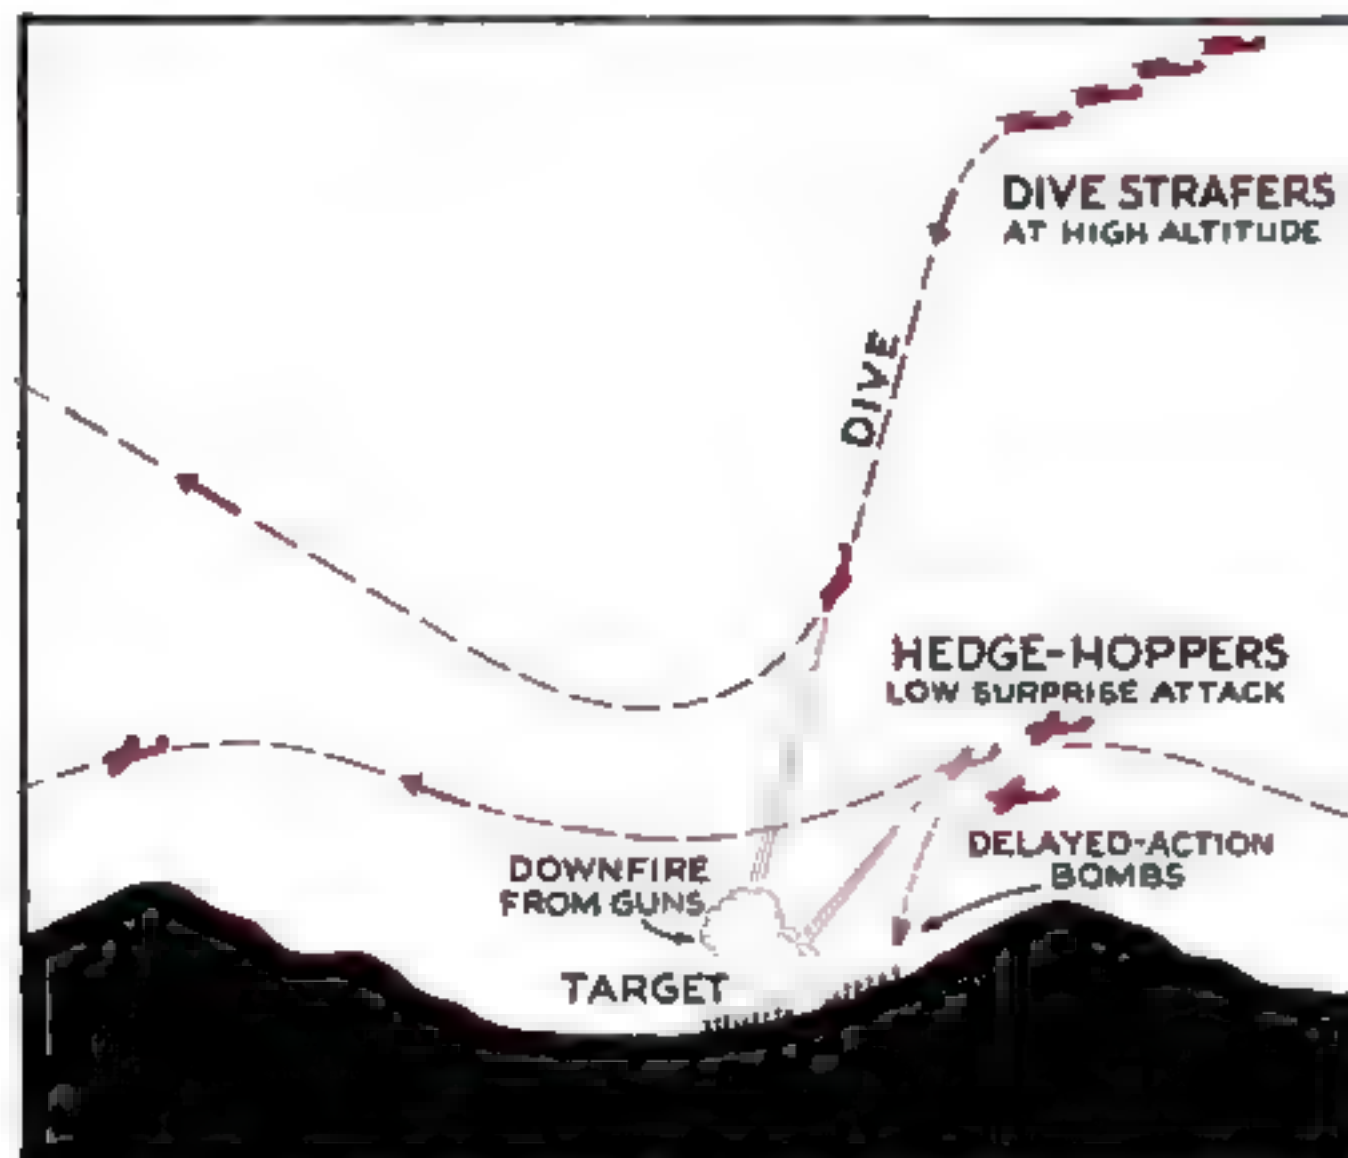 DIVE STRAFERS
AT HIGH ALTITUDE
DIVE
HEDGE-HOPPERS
LOW SURPRISE ATTACK
DELAYED-ACTION
BOMBS
DOWNFIRE
FROM GUNS
TARGET